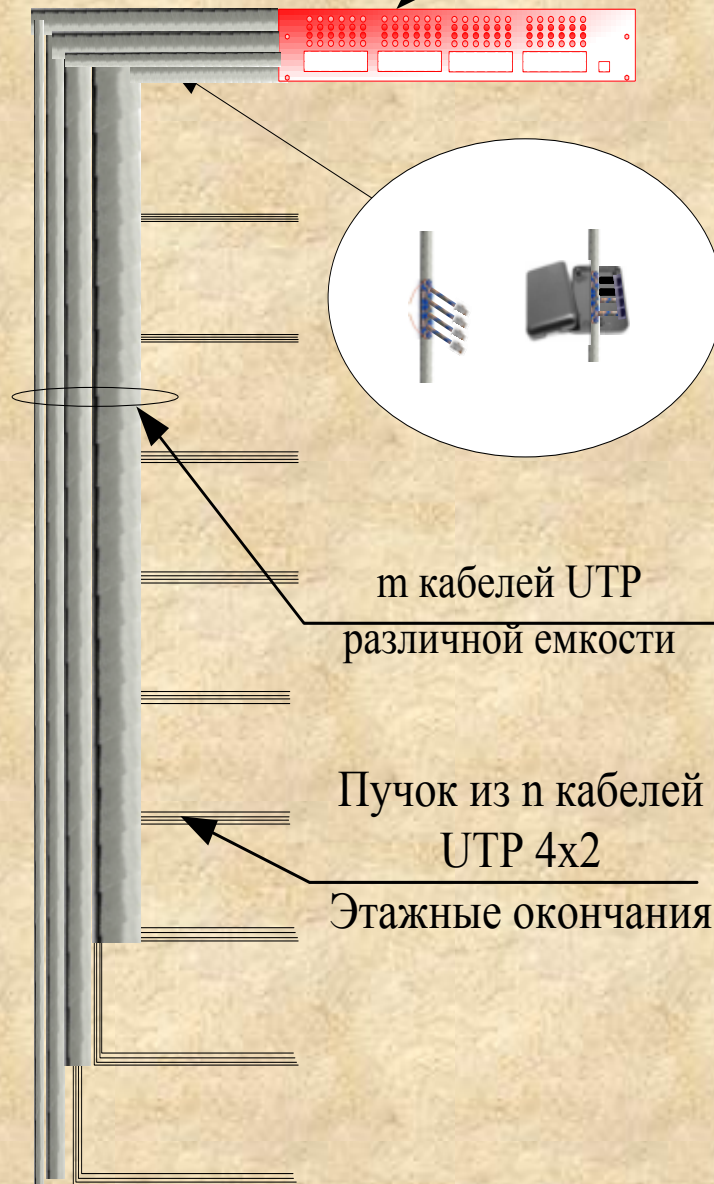 m кабелей UTP
различной емкости
Пучок из n кабелей
UTP 4x2
Этажные окончания